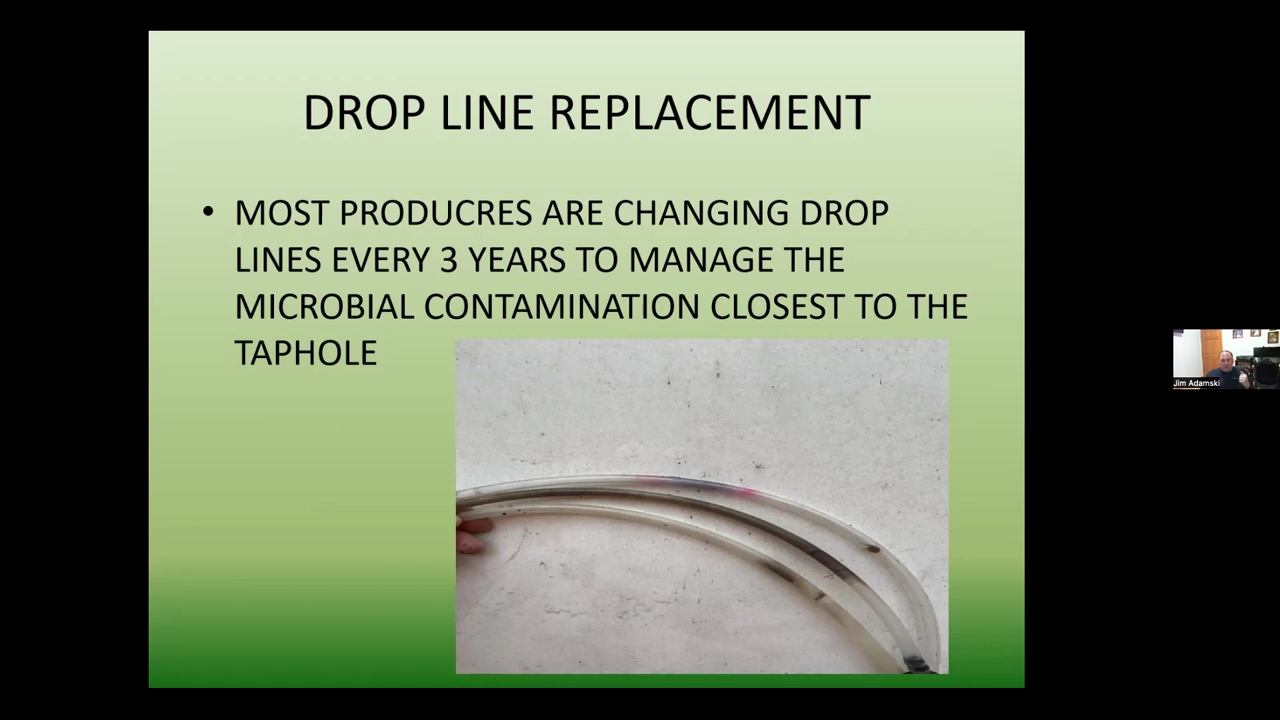 DROP LINE REPLACEMENT
• MOST PRODUCRES ARE CHANGING DROP
LINES EVERY 3 YEARS TO MANAGE THE
MICROBIAL CONTAMINATION CLOSEST TO THE
TAPHOLE
Jim Adamski